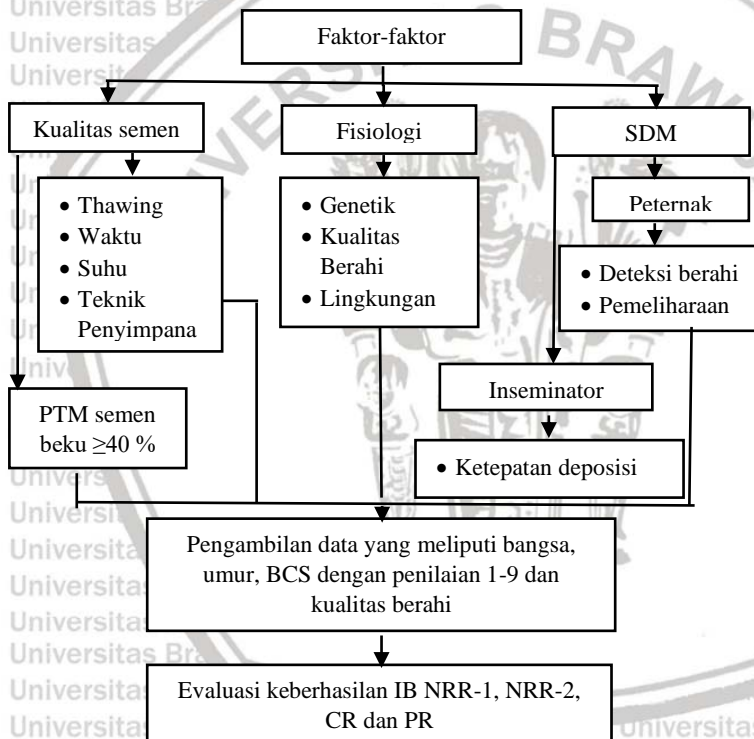 Faktor-faktor
Kualitas semen
Fisiologi
SDM
• Thawing
• Waktu
• Suhu
• Teknik
Penyimpana
• Genetik
• Kualitas
Berahi
• Lingkungan
Peternak
• Deteksi berahi
• Pemeliharaan
PTM semen
beku ≥40 %
Inseminator
• Ketepatan deposisi
Pengambilan data yang meliputi bangsa,
umur, BCS dengan penilaian 1-9 dan
kualitas berahi
Evaluasi keberhasilan IB NRR-1, NRR-2,
CR dan PR